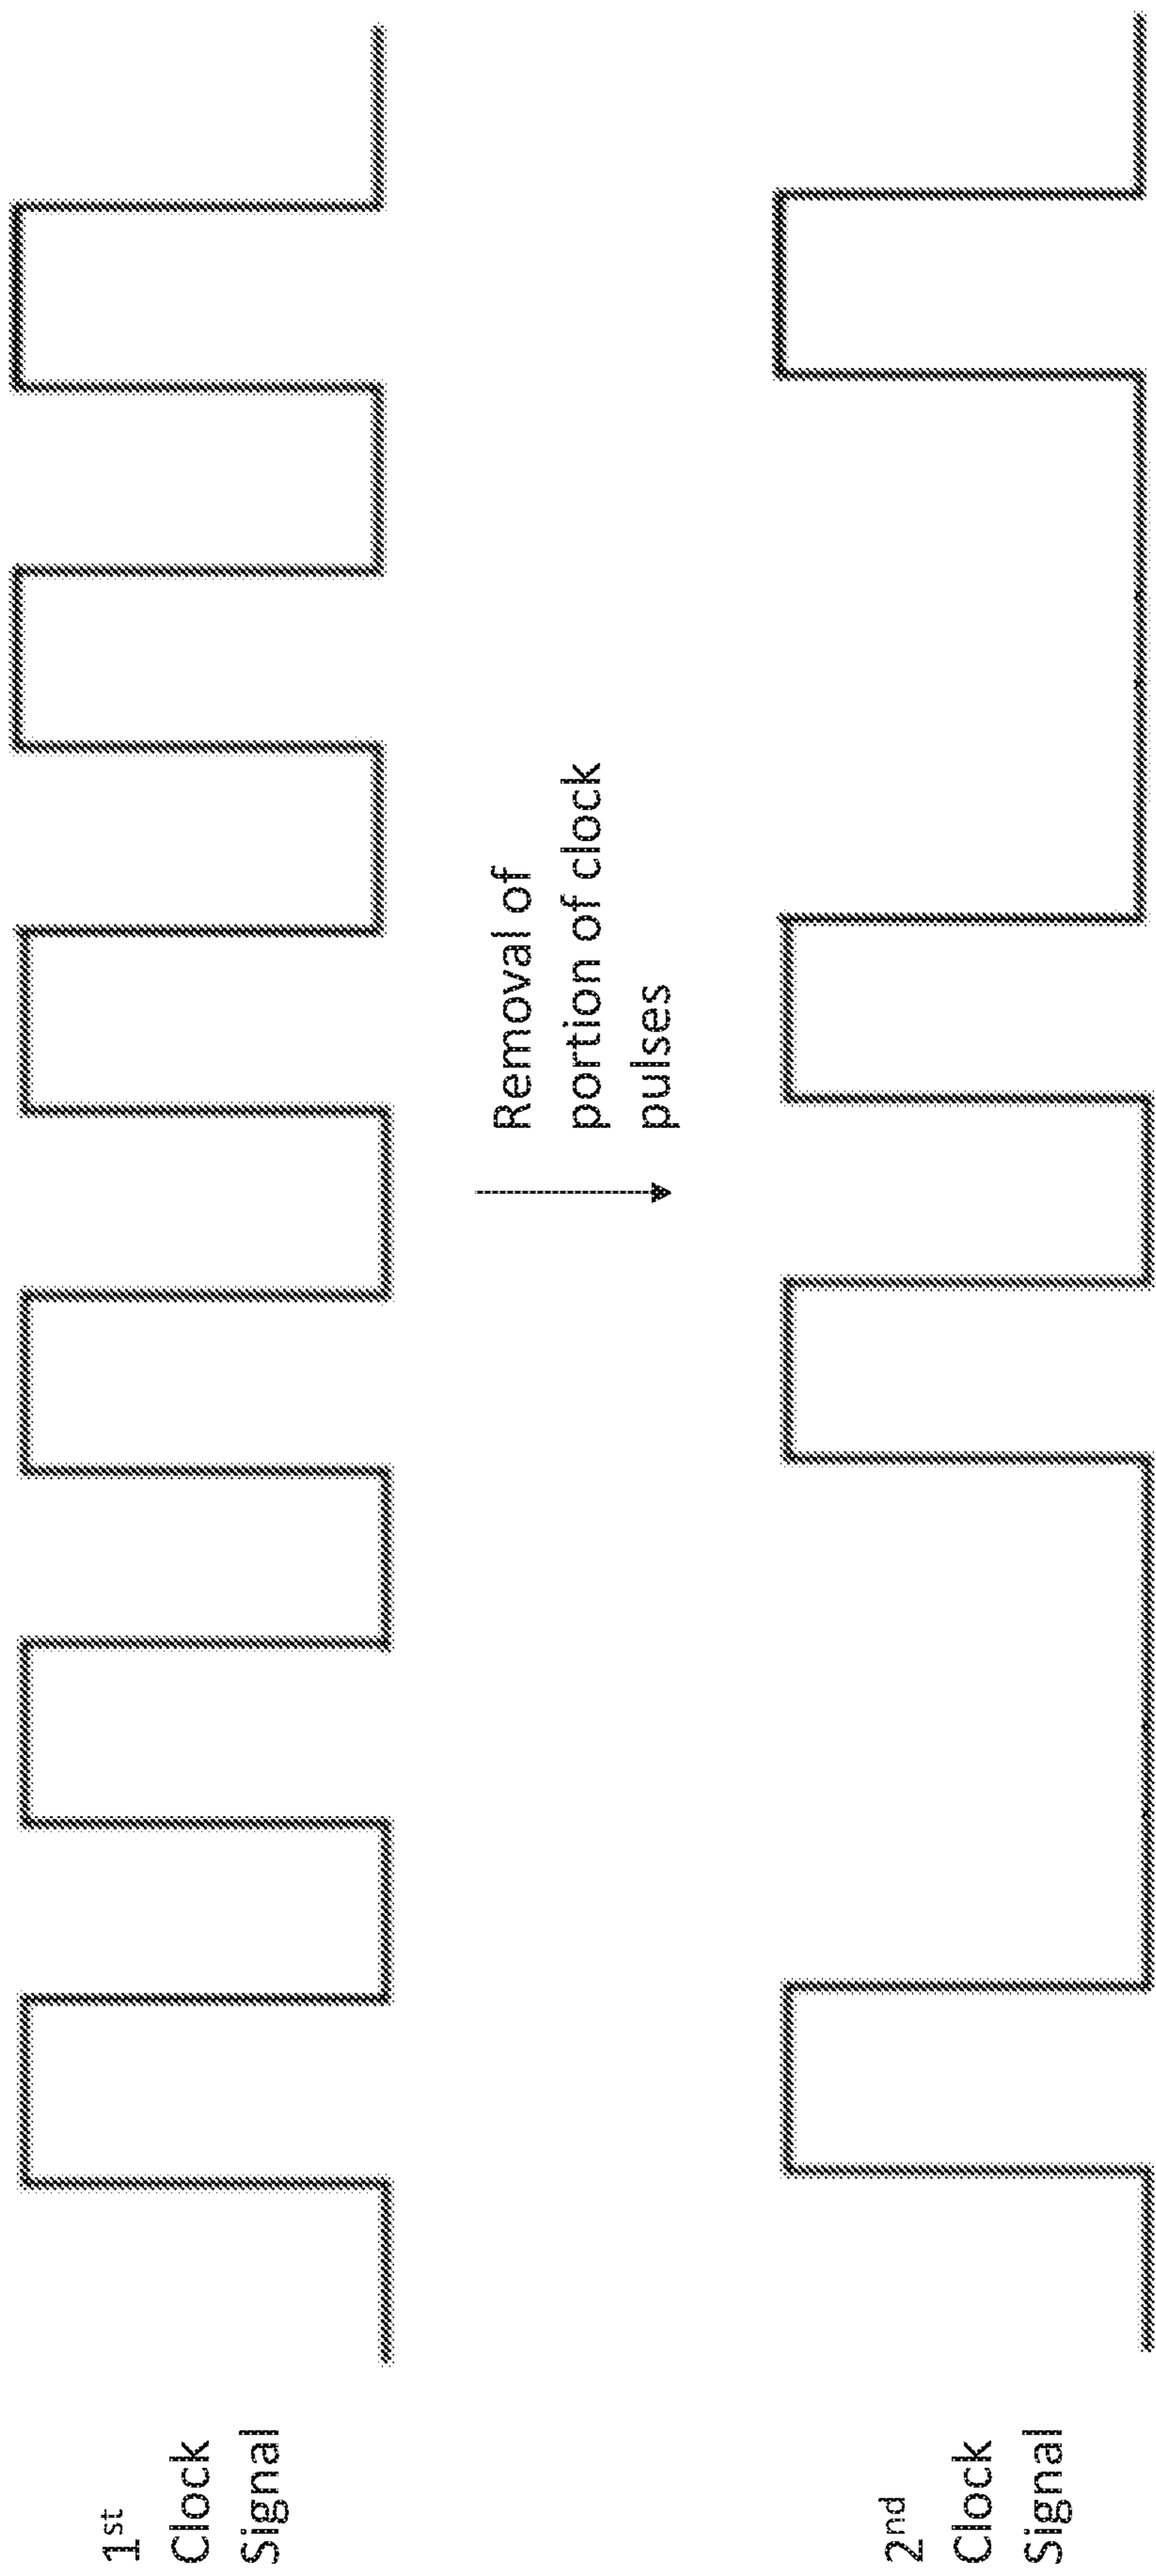 1st
Clock
Signal
Removal of
portion of clock
pulses
2nd
Clock
Signal